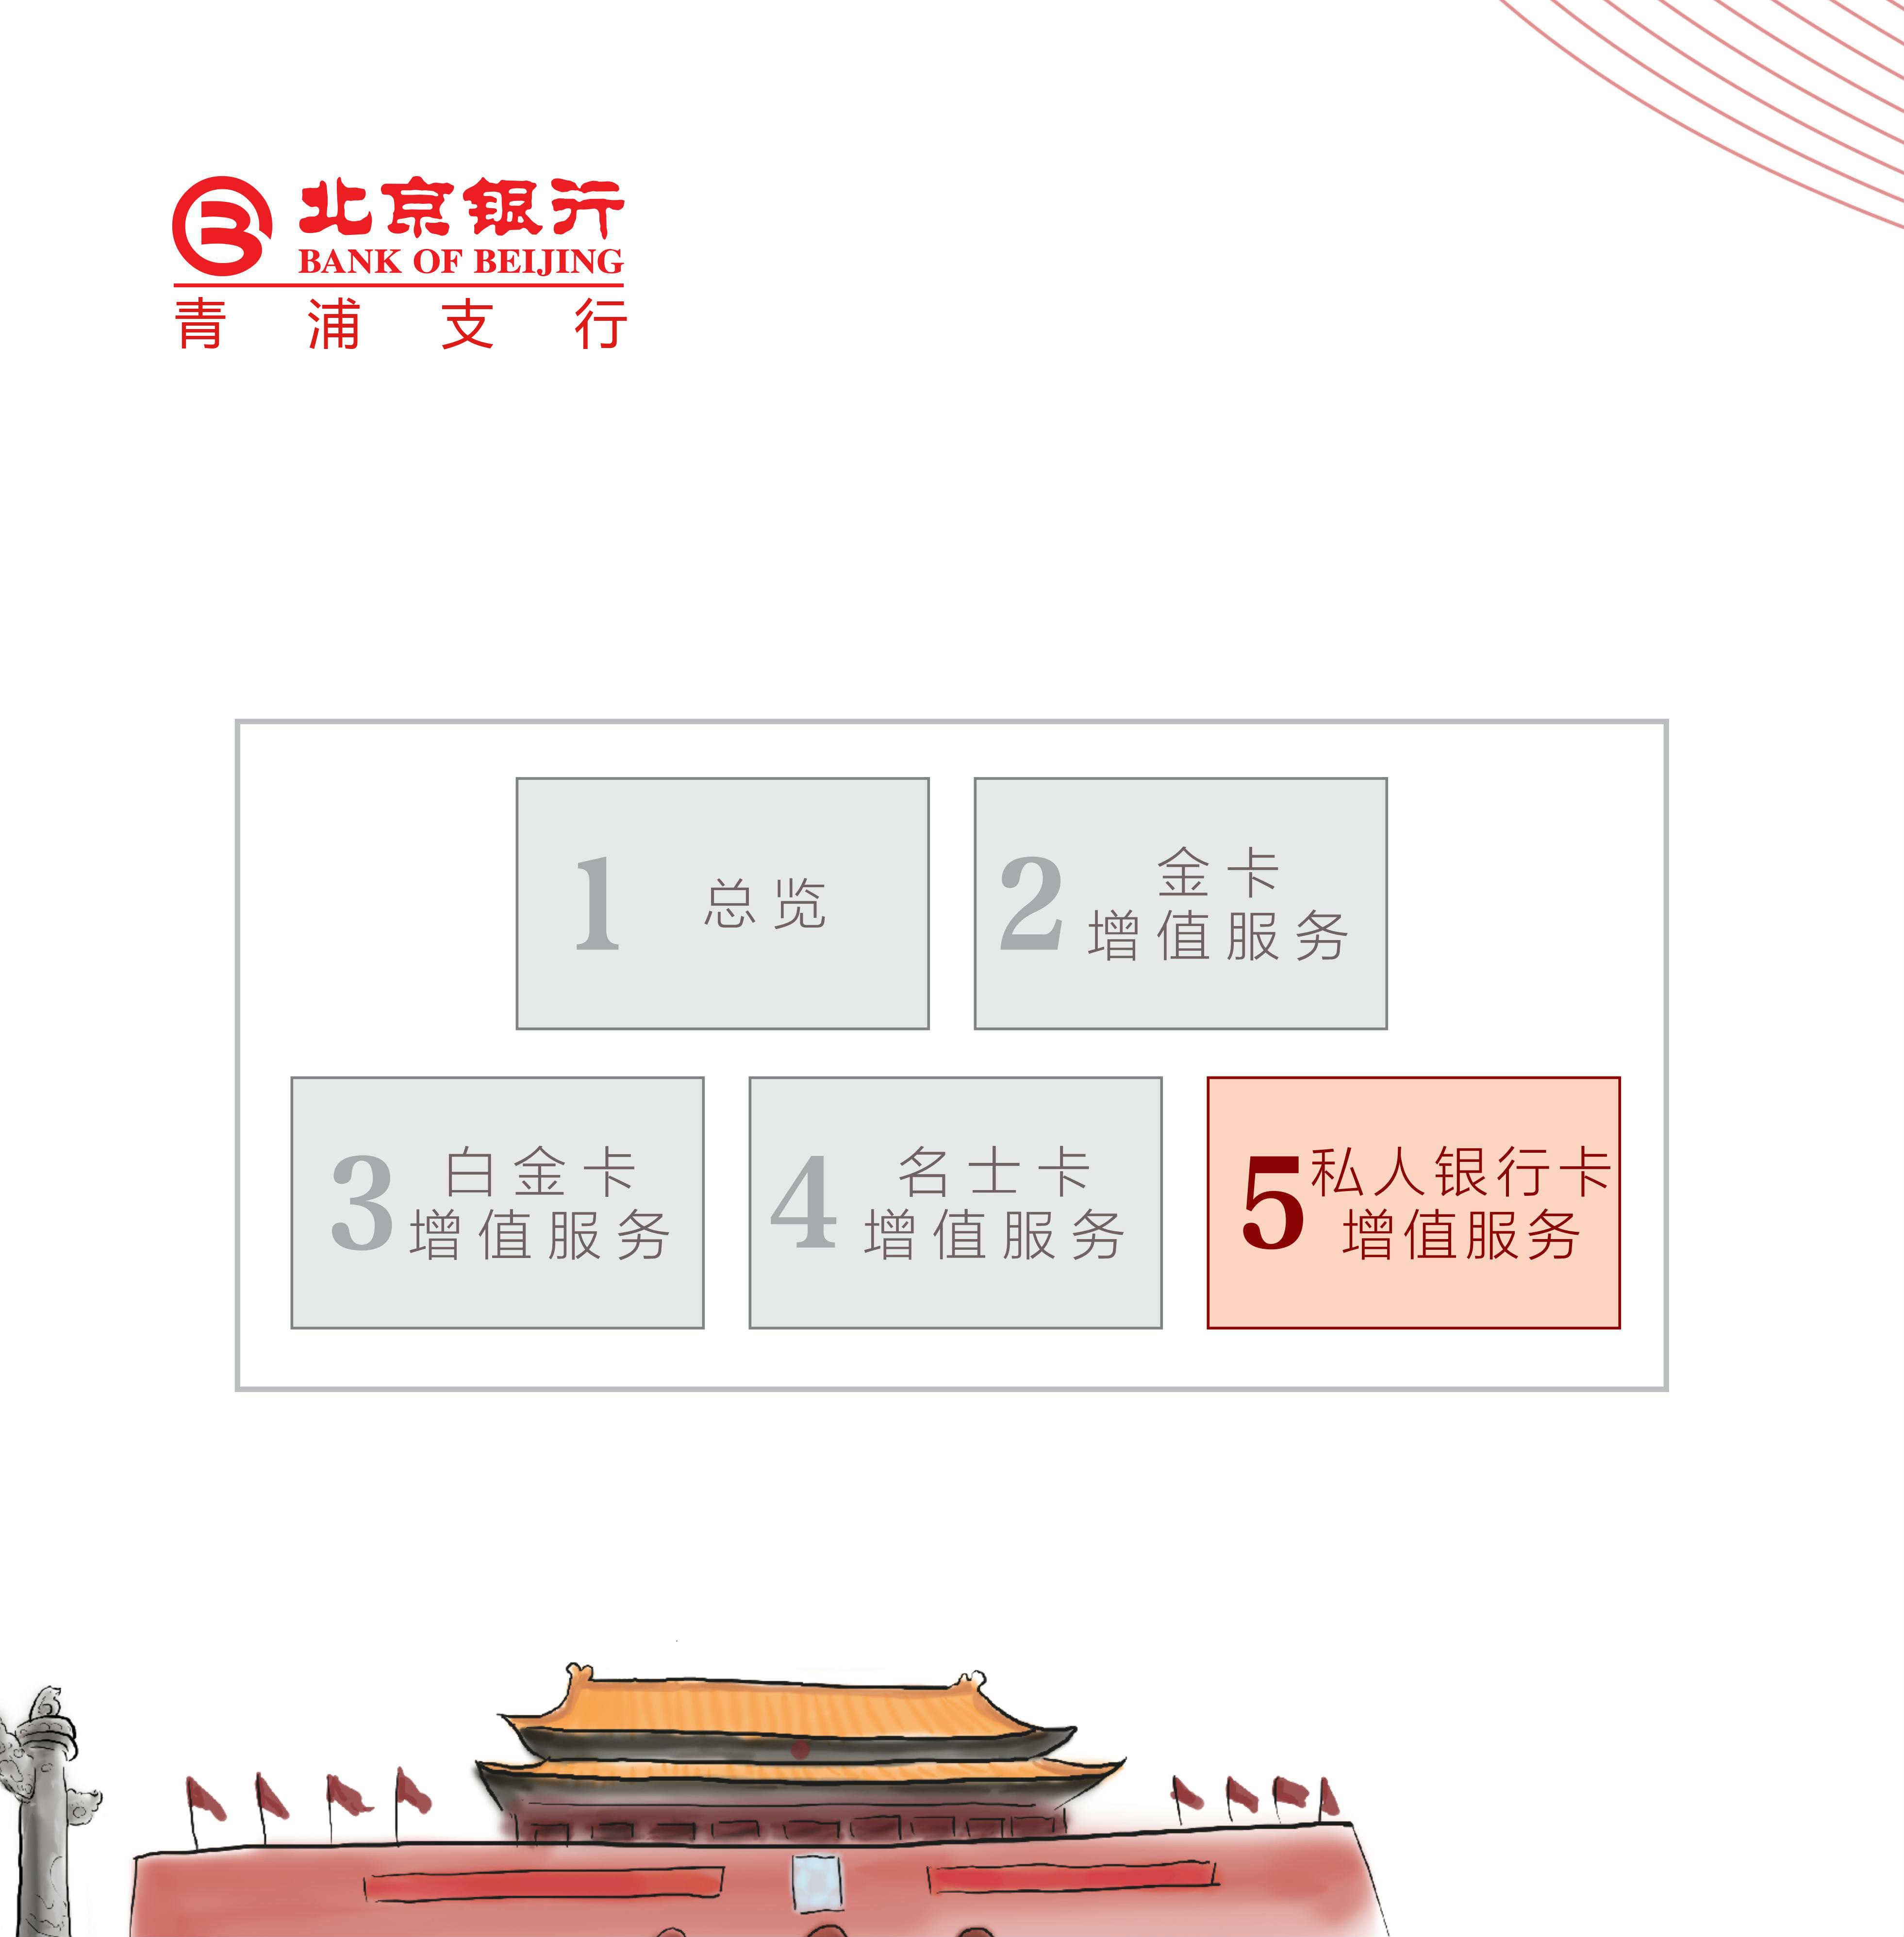 北京银行
BANK OF BEIJING
青浦支行
1 总览
2 金卡
增值服务
3 白金卡
增值服务
4 名士卡
增值服务
5 私人银行卡
增值服务